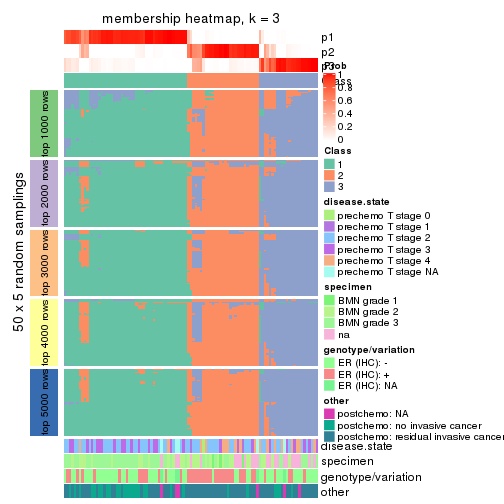 membership heatmap, k = 3
p1
p2
p3
Prob
1
0.8
0.6
0.4
0.2
0
Class
Class
1
2
3
50 x 5 random samplings
top 1000 rows
top 2000 rows
top 3000 rows
top 4000 rows
top 5000 rows
disease.state
prechemo T stage 0
prechemo T stage 1
prechemo T stage 2
prechemo T stage 3
prechemo T stage 4
prechemo T stage NA
specimen
BMN grade 1
BMN grade 2
BMN grade 3
na
genotype/variation
ER (IHC): -
ER (IHC): +
ER (IHC): NA
other
postchemo: NA
postchemo: no invasive cancer
postchemo: residual invasive cancer
disease.state
specimen
genotype/variation
other